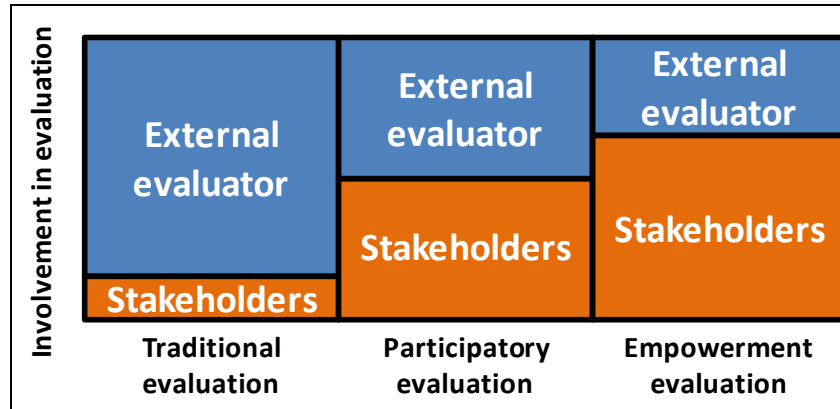 Involvement in evaluation
External
evaluator
Stakeholders
External
evaluator
Stakeholders
External
evaluator
Stakeholders
Traditional
evaluation
Participatory
evaluation
Empowerment
evaluation